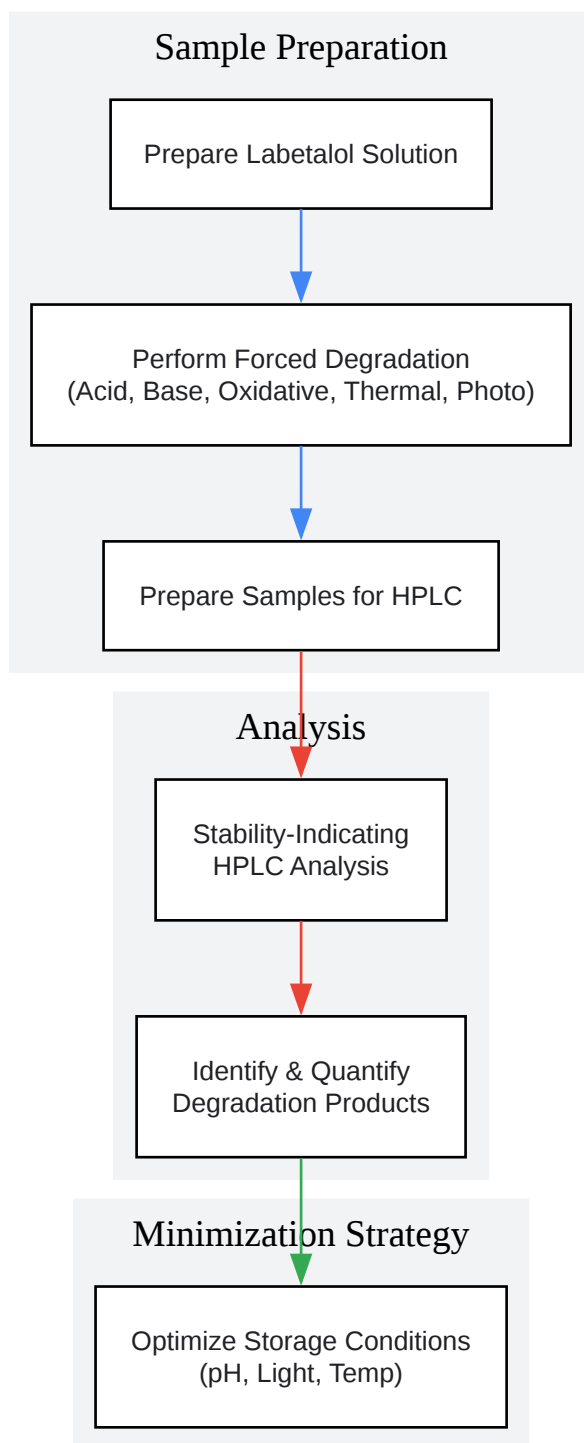 Sample Preparation
Prepare Labetalol Solution
Perform Forced Degradation
(Acid, Base, Oxidative, Thermal, Photo)
Prepare Samples for HPLC
Analysis
Stability-Indicating
HPLC Analysis
Identify & Quantify
Degradation Products
Minimization Strategy
Optimize Storage Conditions
(pH, Light, Temp)